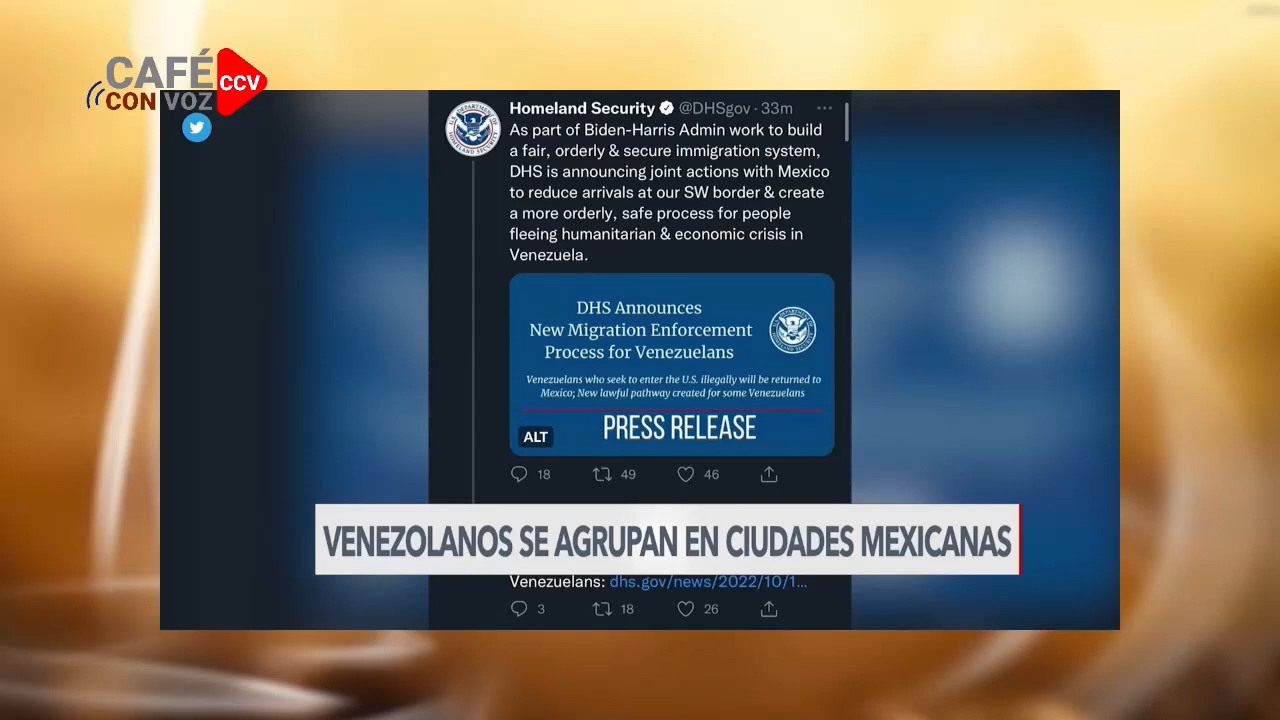 CAFÉ
CON VOZ
CCV
Homeland Security @DHSgov · 33m
As part of Biden-Harris Admin work to build
a fair, orderly & secure immigration system,
DHS is announcing joint actions with Mexico
to reduce arrivals at our SW border & create
a more orderly, safe process for people
fleeing humanitarian & economic crisis in
Venezuela.
DHS Announces
New Migration Enforcement
Process for Venezuelans
Venezuelans who seek to enter the U.S. illegally will be returned to
Mexico; New lawful pathway created for some Venezuelans
PRESS RELEASE
ALT
18 49 46
VENEZOLANOS SE AGRUPAN EN CIUDADES MEXICANAS
Venezuelans: dhs.gov/news/2022/10/1...
3 18 26